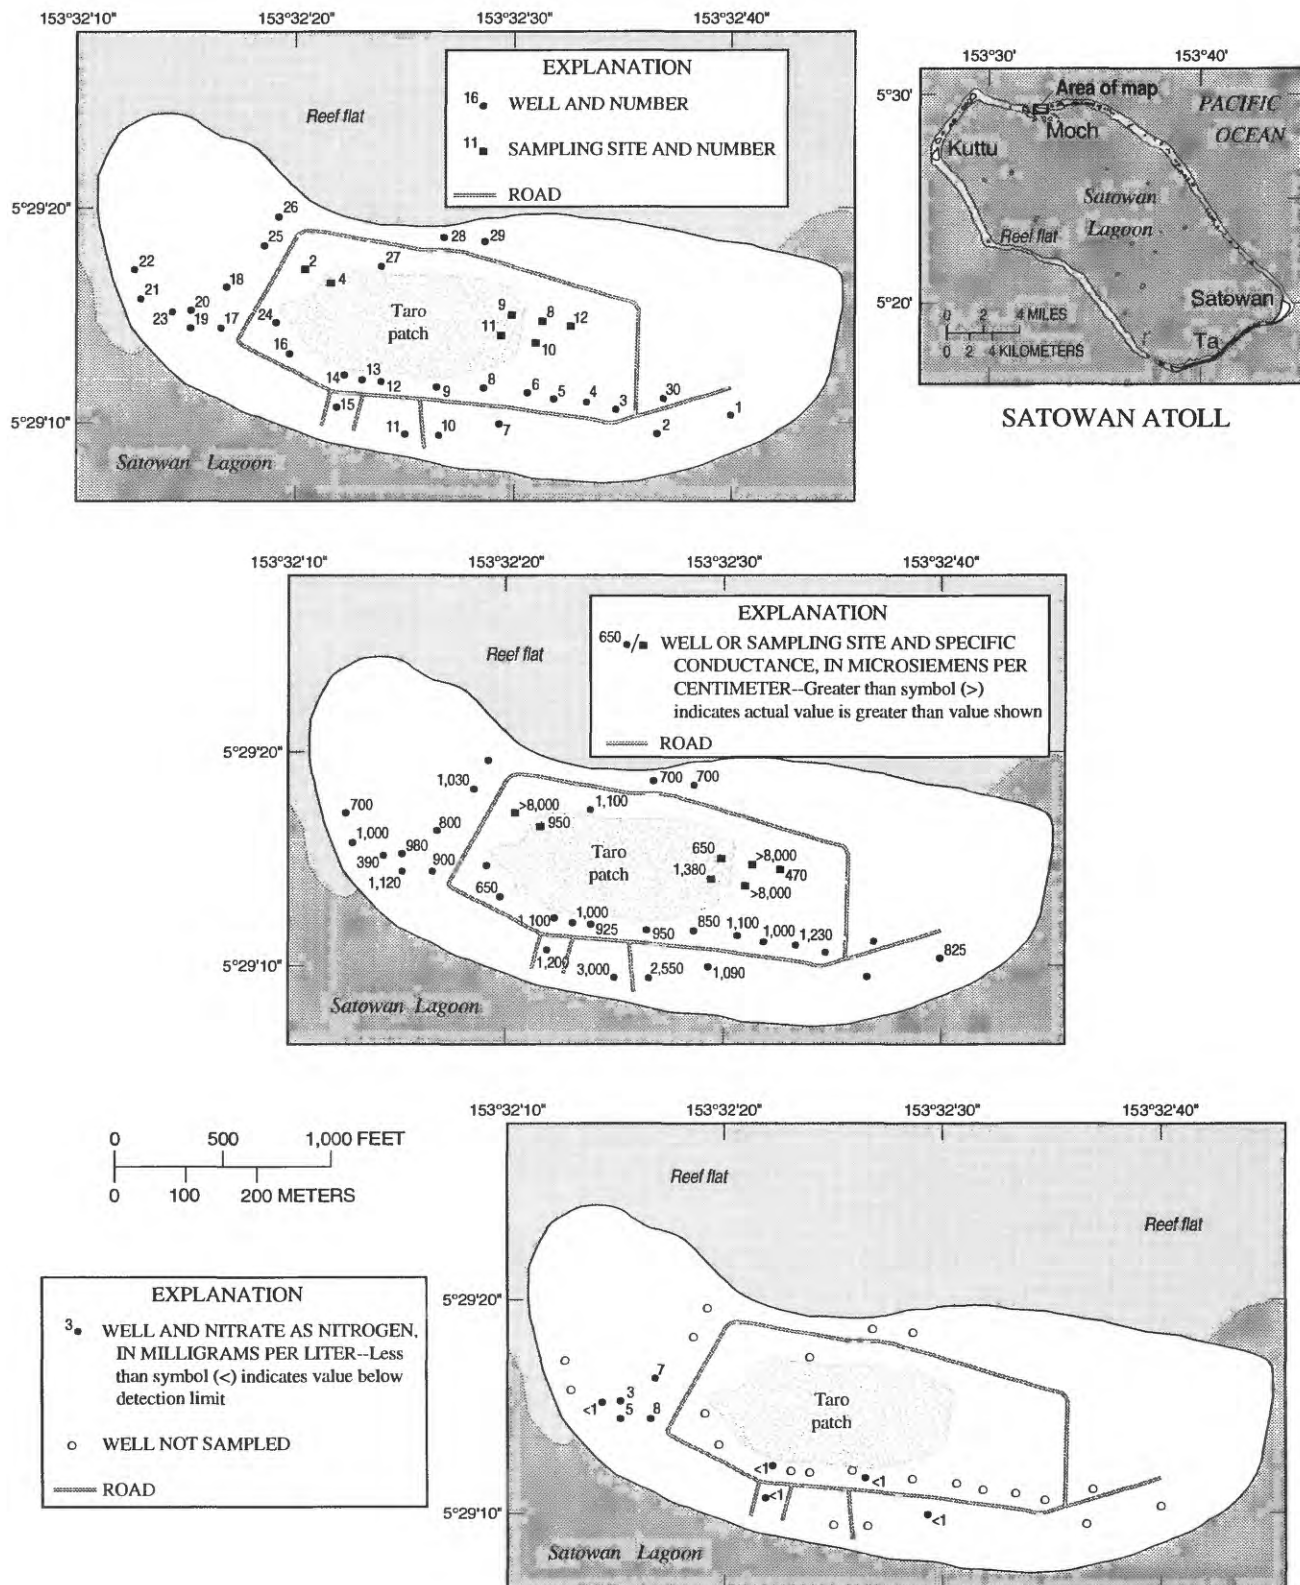 153°32'10"
153°32'20"
153°32'30"
153°32'40"
EXPLANATION
16 WELL AND NUMBER
11 SAMPLING SITE AND NUMBER
ROAD
Reef flat
5°29'20"
5°29'10"
26
25
28
29
27
22
21
18
20
23
19
17
24
16
2
4
Taro
patch
9
8
12
11
10
14
13
12
15
9
8
6
5
4
3
30
1
2
7
11
10
Satowan Lagoon
153°30'
153°40'
5°30'
5°20'
Area of map
Moch
PACIFIC
OCEAN
Kuttu
Satowan
Lagoon
Reef flat
Satowan
Ta
0 2 4 MILES
0 2 4 KILOMETERS
SATOWAN ATOLL
153°32'10"
153°32'20"
153°32'30"
153°32'40"
EXPLANATION
650 / WELL OR SAMPLING SITE AND SPECIFIC
CONDUCTANCE, IN MICROSIEMENS PER
CENTIMETER--Greater than symbol (>)
indicates actual value is greater than value shown
ROAD
Reef flat
5°29'20"
5°29'10"
1,030
700
700
700
>8,000
950
1,100
1,000
800
980
390
900
1,120
650
Taro
patch
650
>8,000
1,380
470
>8,000
1,100
1,000
925
950
850
1,100
1,000
1,230
825
1,200
3,000
2,550
1,090
Satowan Lagoon
0 500 1,000 FEET
0 100 200 METERS
EXPLANATION
3 WELL AND NITRATE AS NITROGEN,
IN MILLIGRAMS PER LITER--Less
than symbol (<) indicates value below
detection limit
WELL NOT SAMPLED
ROAD
153°32'10"
153°32'20"
153°32'30"
153°32'40"
Reef flat
Reef flat
5°29'20"
5°29'10"
7
3
<1
5
8
Taro
patch
<1
<1
<1
<1
Satowan Lagoon